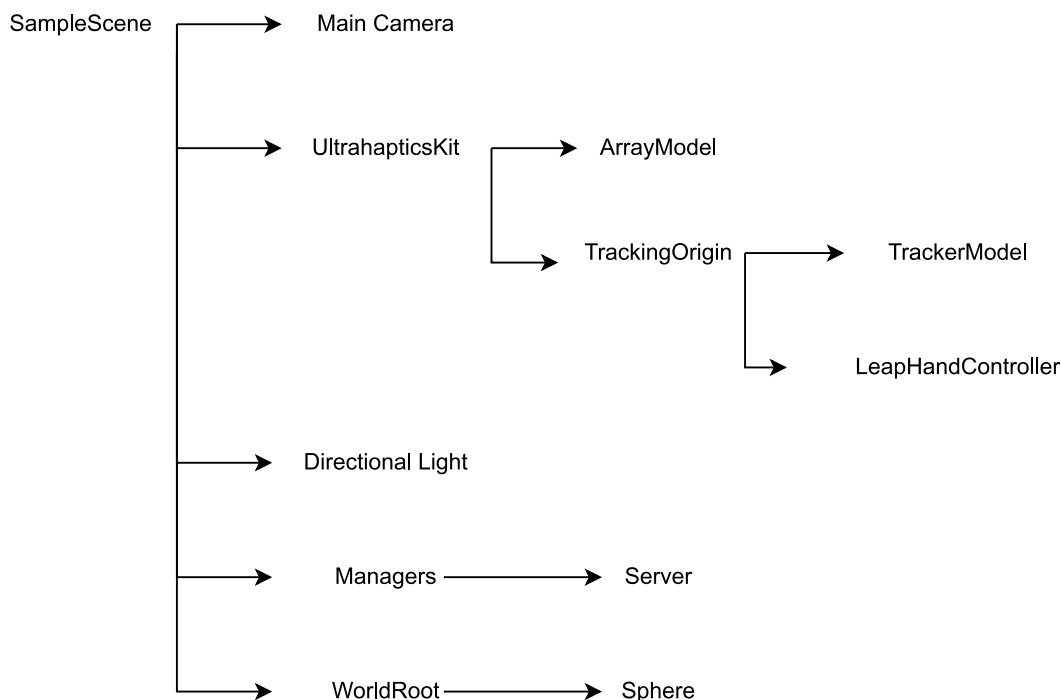 SampleScene
Main Camera
UltrahapticsKit
ArrayModel
TrackingOrigin
TrackerModel
LeapHandController
Directional Light
Managers
Server
WorldRoot
Sphere